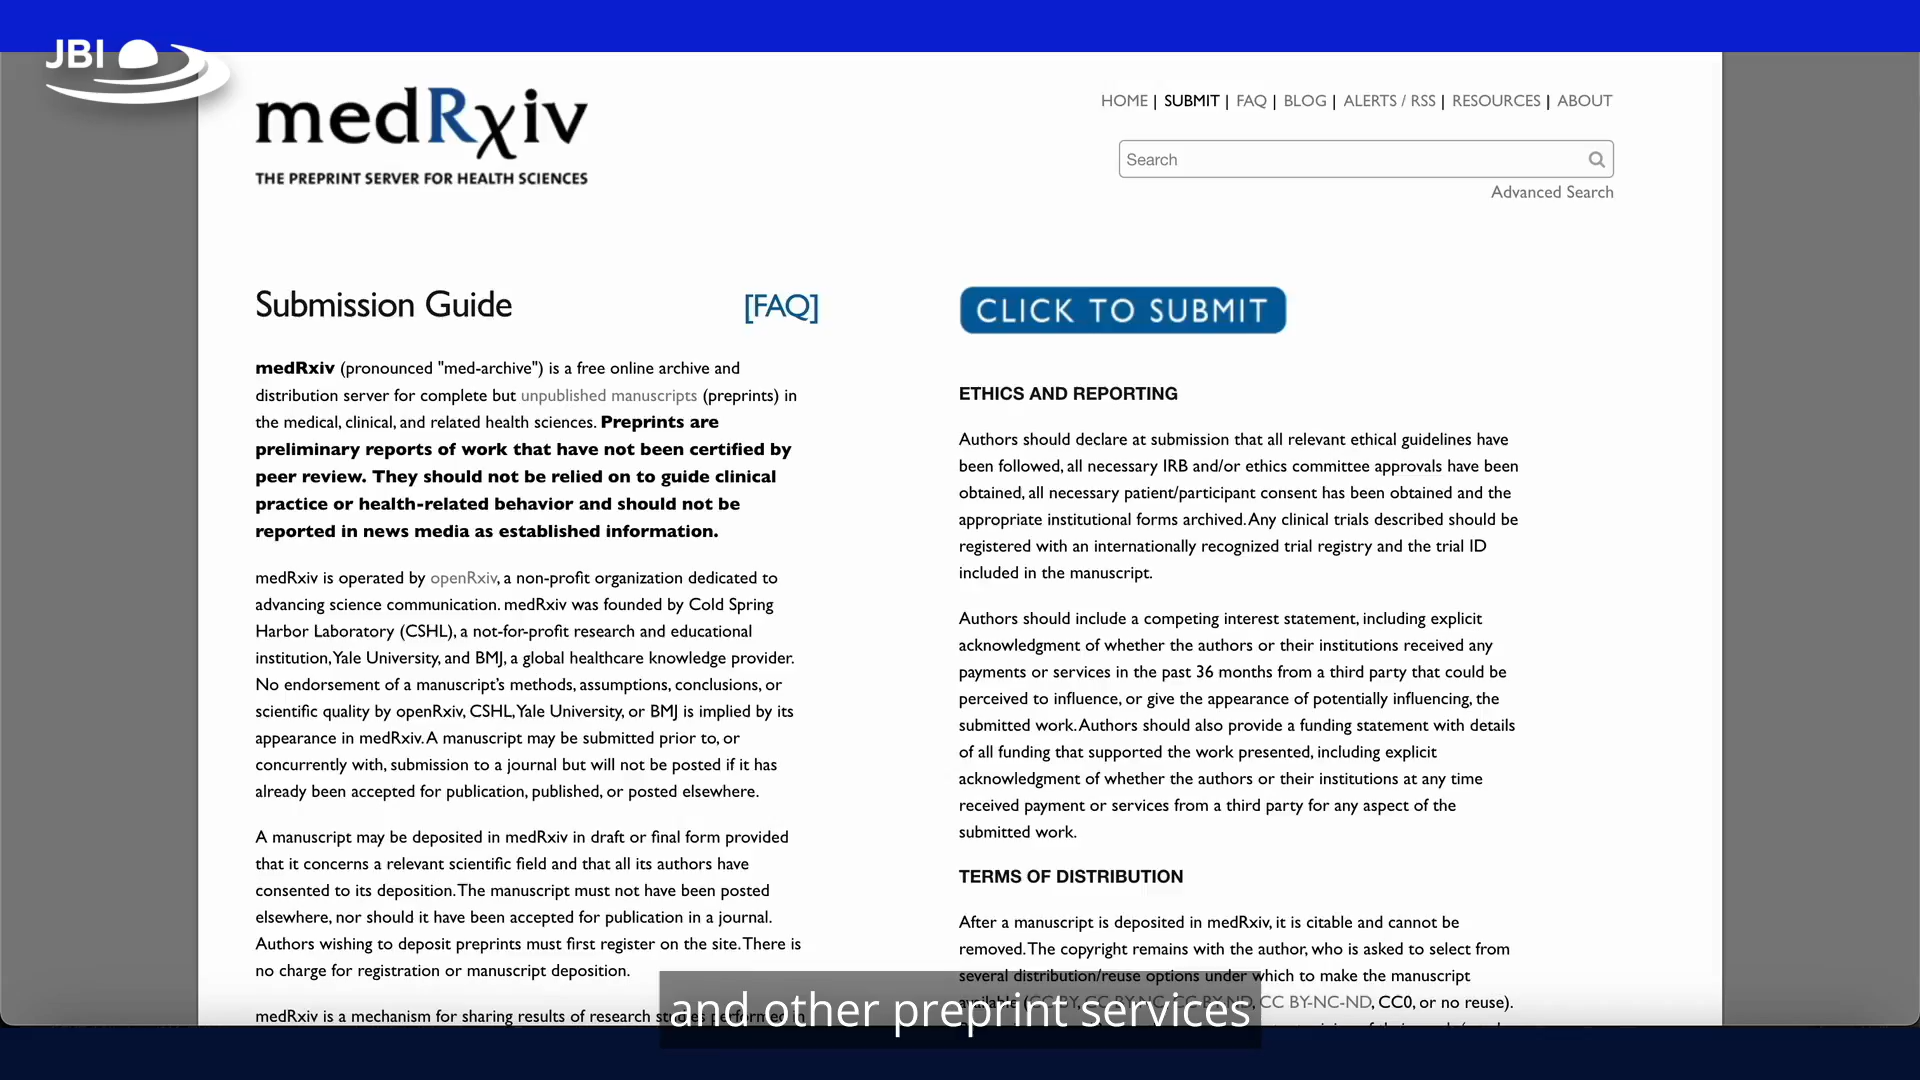 JBI
medRxiv
THE PREPRINT SERVER FOR HEALTH SCIENCES
HOME | SUBMIT | FAQ | BLOG | ALERTS / RSS | RESOURCES | ABOUT
Search
Advanced Search
Submission Guide
[FAQ]
medRxiv (pronounced "med-archive") is a free online archive and
distribution server for complete but unpublished manuscripts (preprints) in
the medical, clinical, and related health sciences. Preprints are
preliminary reports of work that have not been certified by
peer review. They should not be relied on to guide clinical
practice or health-related behavior and should not be
reported in news media as established information.
medRxiv is operated by openRxiv, a non-profit organization dedicated to
advancing science communication. medRxiv was founded by Cold Spring
Harbor Laboratory (CSHL), a not-for-profit research and educational
institution, Yale University, and BMJ, a global healthcare knowledge provider.
No endorsement of a manuscript's methods, assumptions, conclusions, or
scientific quality by openRxiv, CSHL, Yale University, or BMJ is implied by its
appearance in medRxiv. A manuscript may be submitted prior to, or
concurrently with, submission to a journal but will not be posted if it has
already been accepted for publication, published, or posted elsewhere.
A manuscript may be deposited in medRxiv in draft or final form provided
that it concerns a relevant scientific field and that all its authors have
consented to its deposition. The manuscript must not have been posted
elsewhere, nor should it have been accepted for publication in a journal.
Authors wishing to deposit preprints must first register on the site. There is
no charge for registration or manuscript deposition.
medRxiv is a mechanism for sharing results of research studies performed in
CLICK TO SUBMIT
ETHICS AND REPORTING
Authors should declare at submission that all relevant ethical guidelines have
been followed, all necessary IRB and/or ethics committee approvals have been
obtained, all necessary patient/participant consent has been obtained and the
appropriate institutional forms archived. Any clinical trials described should be
registered with an internationally recognized trial registry and the trial ID
included in the manuscript.
Authors should include a competing interest statement, including explicit
acknowledgment of whether the authors or their institutions received any
payments or services in the past 36 months from a third party that could be
perceived to influence, or give the appearance of potentially influencing, the
submitted work. Authors should also provide a funding statement with details
of all funding that supported the work presented, including explicit
acknowledgment of whether the authors or their institutions at any time
received payment or services from a third party for any aspect of the
submitted work.
TERMS OF DISTRIBUTION
After a manuscript is deposited in medRxiv, it is citable and cannot be
removed. The copyright remains with the author, who is asked to select from
several distribution/reuse options under which to make the manuscript
available (CC BY, CC BY-NC, CC BY-ND, CC BY-NC-ND, CC0, or no reuse).
and other preprint services